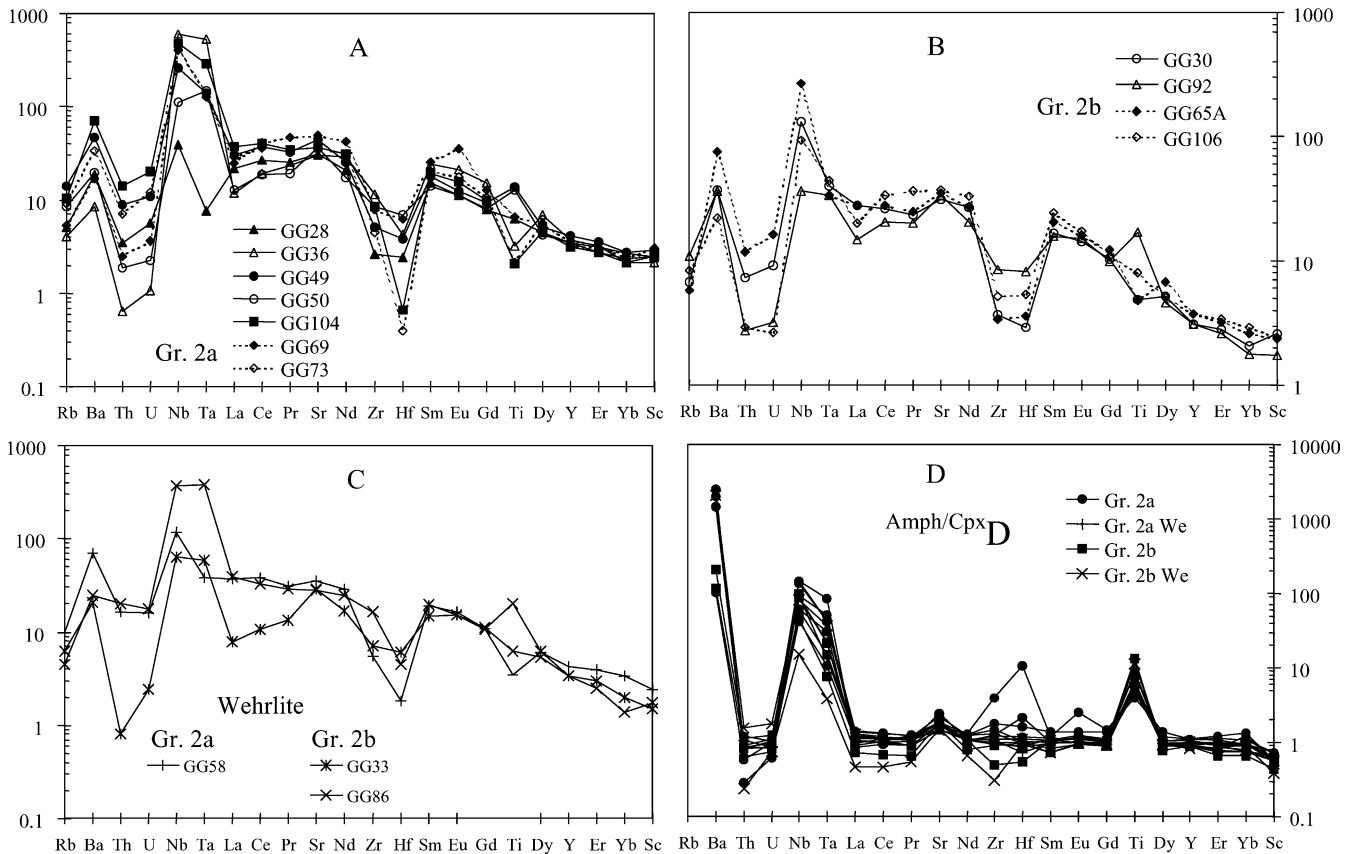 1000
100
10
1
0.1
A
Gr. 2a
GG28
GG36
GG49
GG50
GG104
GG69
GG73
Rb Ba Th U Nb Ta La Ce Pr Sr Nd Zr Hf Sm Eu Gd Ti Dy Y Er Yb Sc
B
Gr. 2b
GG30
GG92
GG65A
GG106
1000
100
10
1
Rb Ba Th U Nb Ta La Ce Pr Sr Nd Zr Hf Sm Eu Gd Ti Dy Y Er Yb Sc
1000
100
10
1
0.1
C
Wehrlite
Gr. 2a
GG58
Gr. 2b
GG33
GG86
Rb Ba Th U Nb Ta La Ce Pr Sr Nd Zr Hf Sm Eu Gd Ti Dy Y Er Yb Sc
D
Amph/Cpx D
Gr. 2a
Gr. 2a We
Gr. 2b
Gr. 2b We
10000
1000
100
10
1
0.1
Rb Ba Th U Nb Ta La Ce Pr Sr Nd Zr Hf Sm Eu Gd Ti Dy Y Er Yb Sc